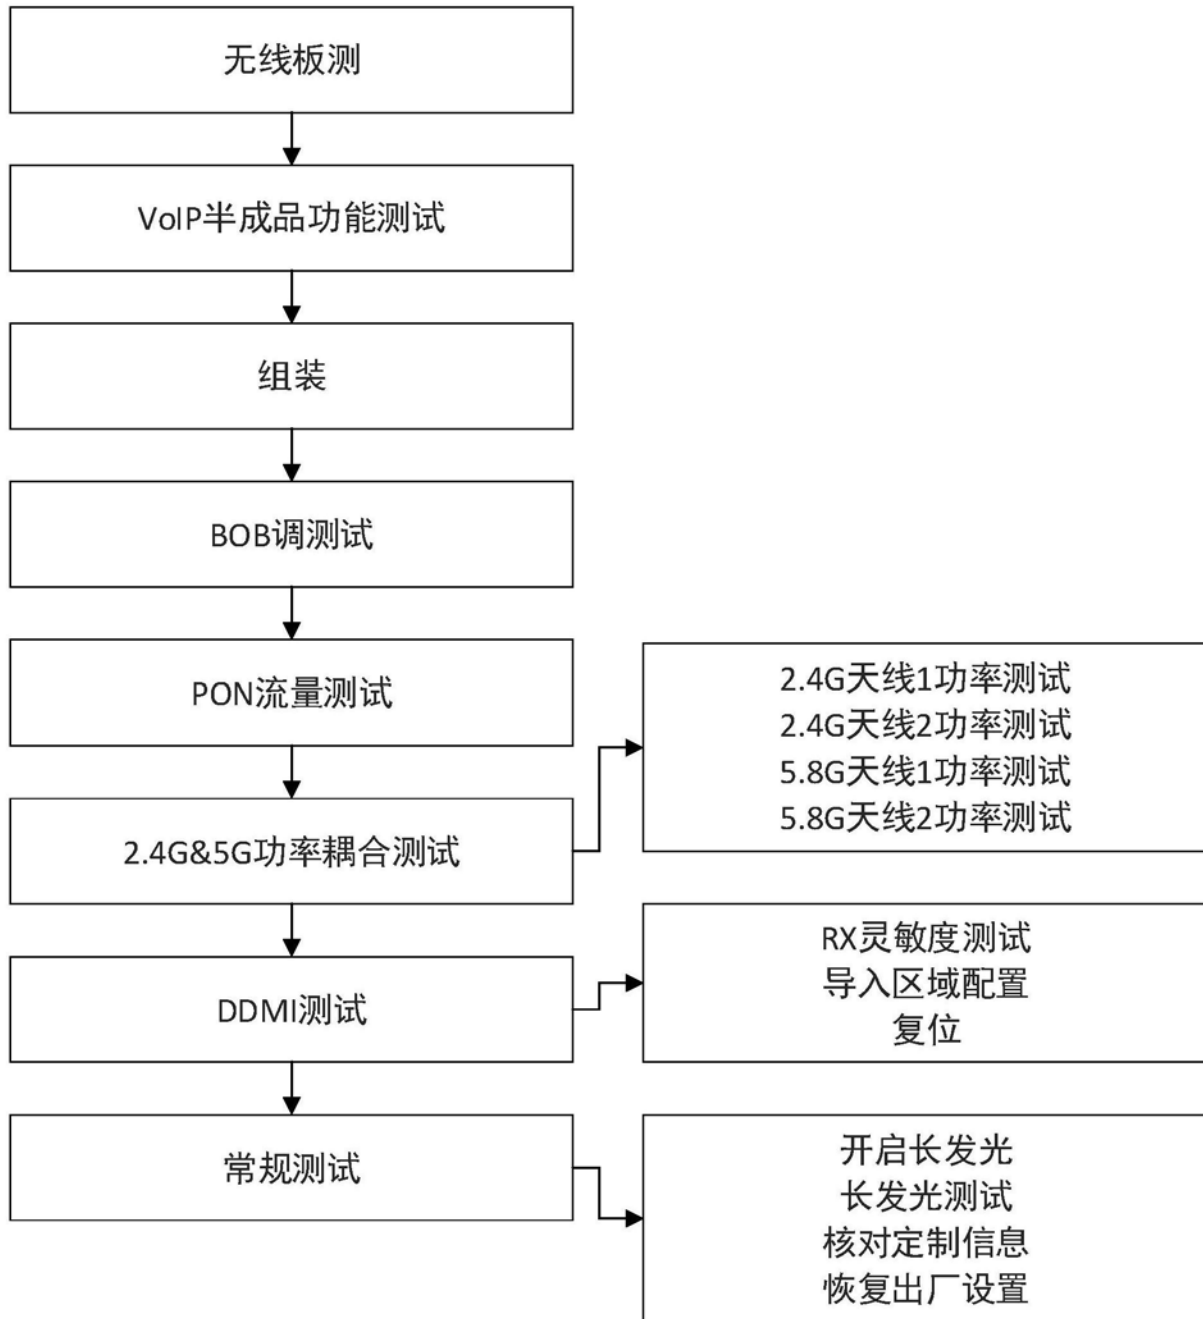 无线板测
VoIP半成品功能测试
组装
BOB调测试
PON流量测试
2.4G&5G功率耦合测试
2.4G天线1功率测试
2.4G天线2功率测试
5.8G天线1功率测试
5.8G天线2功率测试
DDMI测试
RX灵敏度测试
导入区域配置
复位
常规测试
开启长发光
长发光测试
核对定制信息
恢复出厂设置